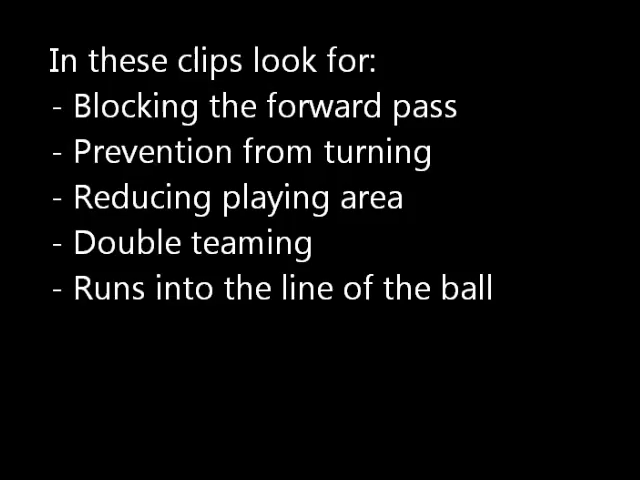 In these clips look for:
- Blocking the forward pass
- Prevention from turning
- Reducing playing area
- Double teaming
- Runs into the line of the ball